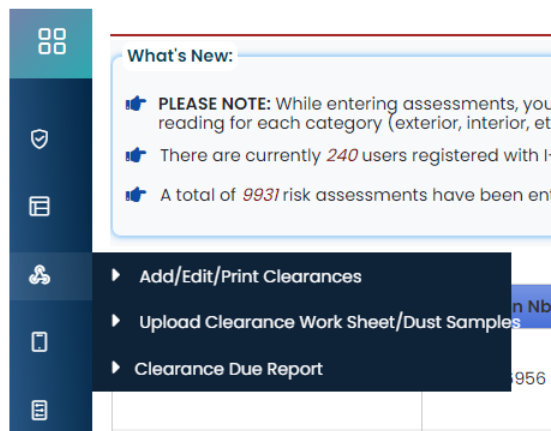 What's New:
PLEASE NOTE: While entering assessments, you
reading for each category (exterior, interior, et
There are currently 240 users registered with I-
A total of 9931 risk assessments have been ent
Add/Edit/Print Clearances
n Nb
Upload Clearance Work Sheet/Dust Samples
Clearance Due Report
6956